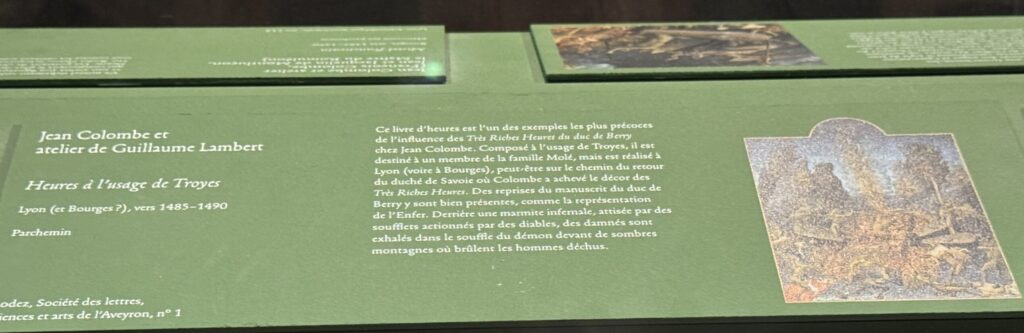 Jean Colombe et
atelier de Guillaume Lambert
Heures à l'usage de Troyes
Lyon (et Bourges ?), vers 1485–1490
Parchemin
odez, Société des lettres,
iences et arts de l'Aveyron, n° 1
Ce livre d'heures est l'un des exemples les plus précoces
de l'influence des Très Riches Heures du duc de Berry
chez Jean Colombe. Composé à l'usage de Troyes, il est
destiné à un membre de la famille Molé, mais est réalisé à
Lyon (voire à Bourges), peut-être sur le chemin du retour
du duché de Savoie où Colombe a achevé le décor des
Très Riches Heures. Des reprises du manuscrit du duc de
Berry y sont bien présentes, comme la représentation
de l'Enfer. Derrière une marmite infernale, attisée par des
soufflets actionnés par des diables, des damnés sont
exhalés dans le souffle du démon devant de sombres
montagnes où brûlent les hommes déchus.